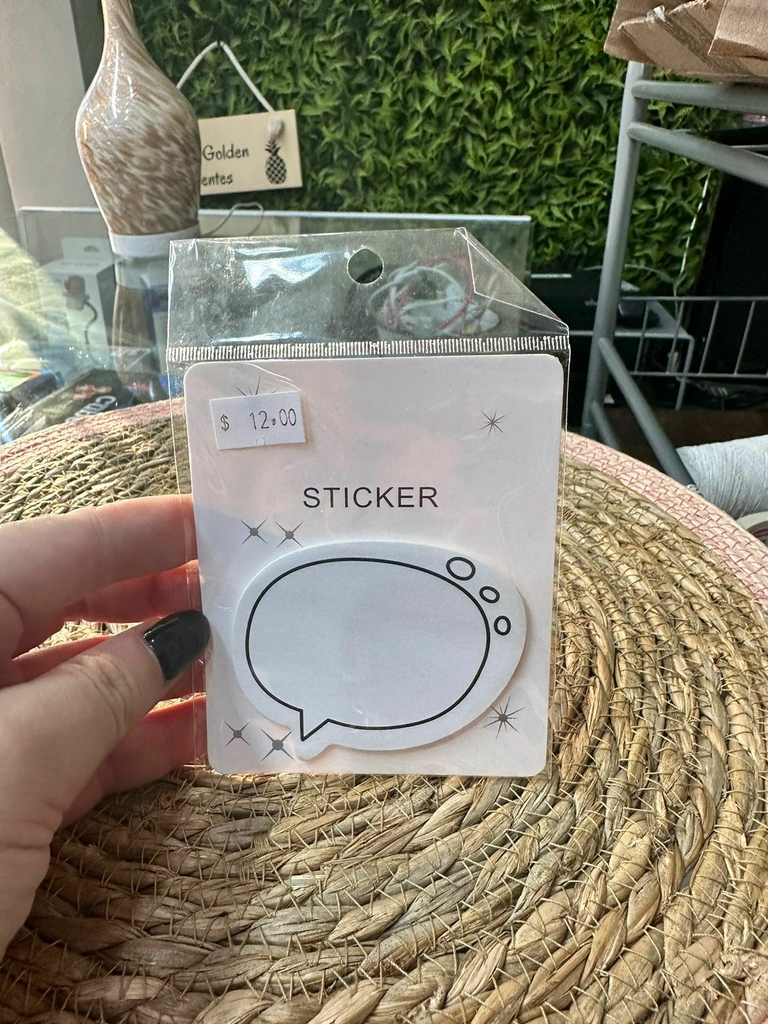 Golden
entes
$ 12.00
STICKER